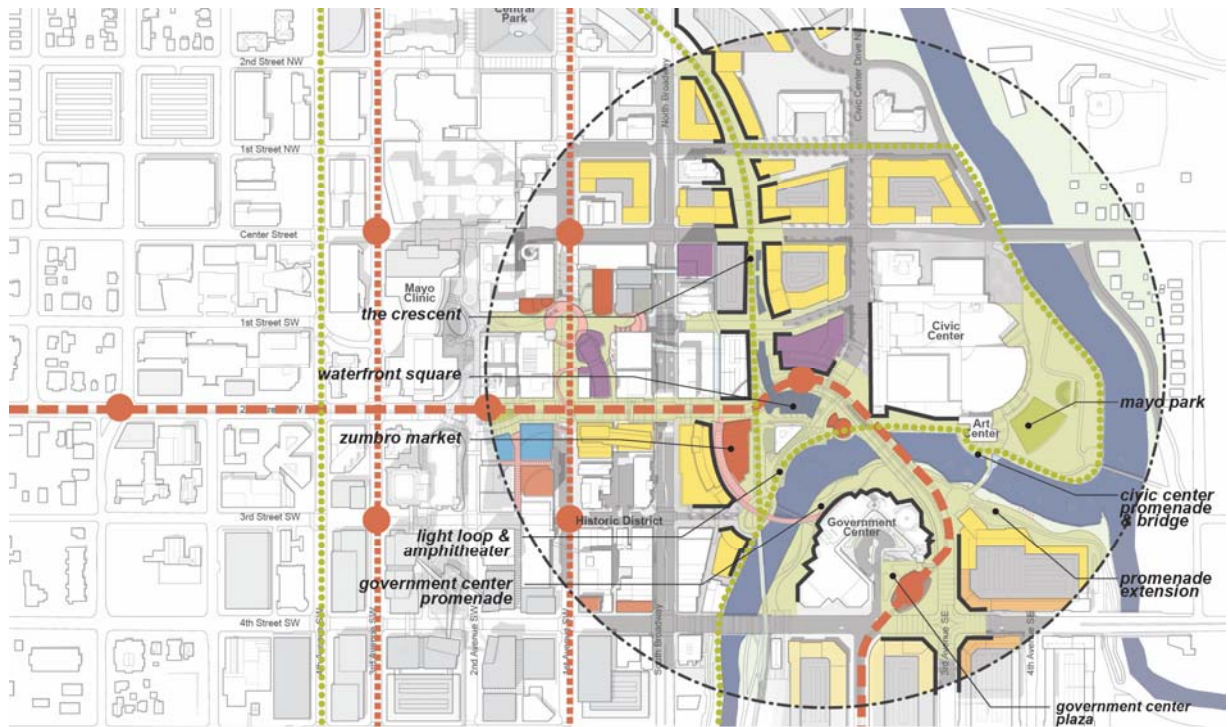 Central
Park
2nd Street NW
North Broadway
Civic Center Drive NE
1st Street NW
Center Street
Mayo
Clinic
the crescent
1st Street SW
Civic
Center
waterfront square
mayo park
zumbro market
Art
Center
civic center
promenade
& bridge
3rd Street SW
Historic District
Government
Center
light loop &
amphitheater
government center
promenade
promenade
extension
4th Street SW
2nd Avenue SW
1st Avenue SW
South Broadway
3rd Avenue SE
4th Avenue SE
government center
plaza